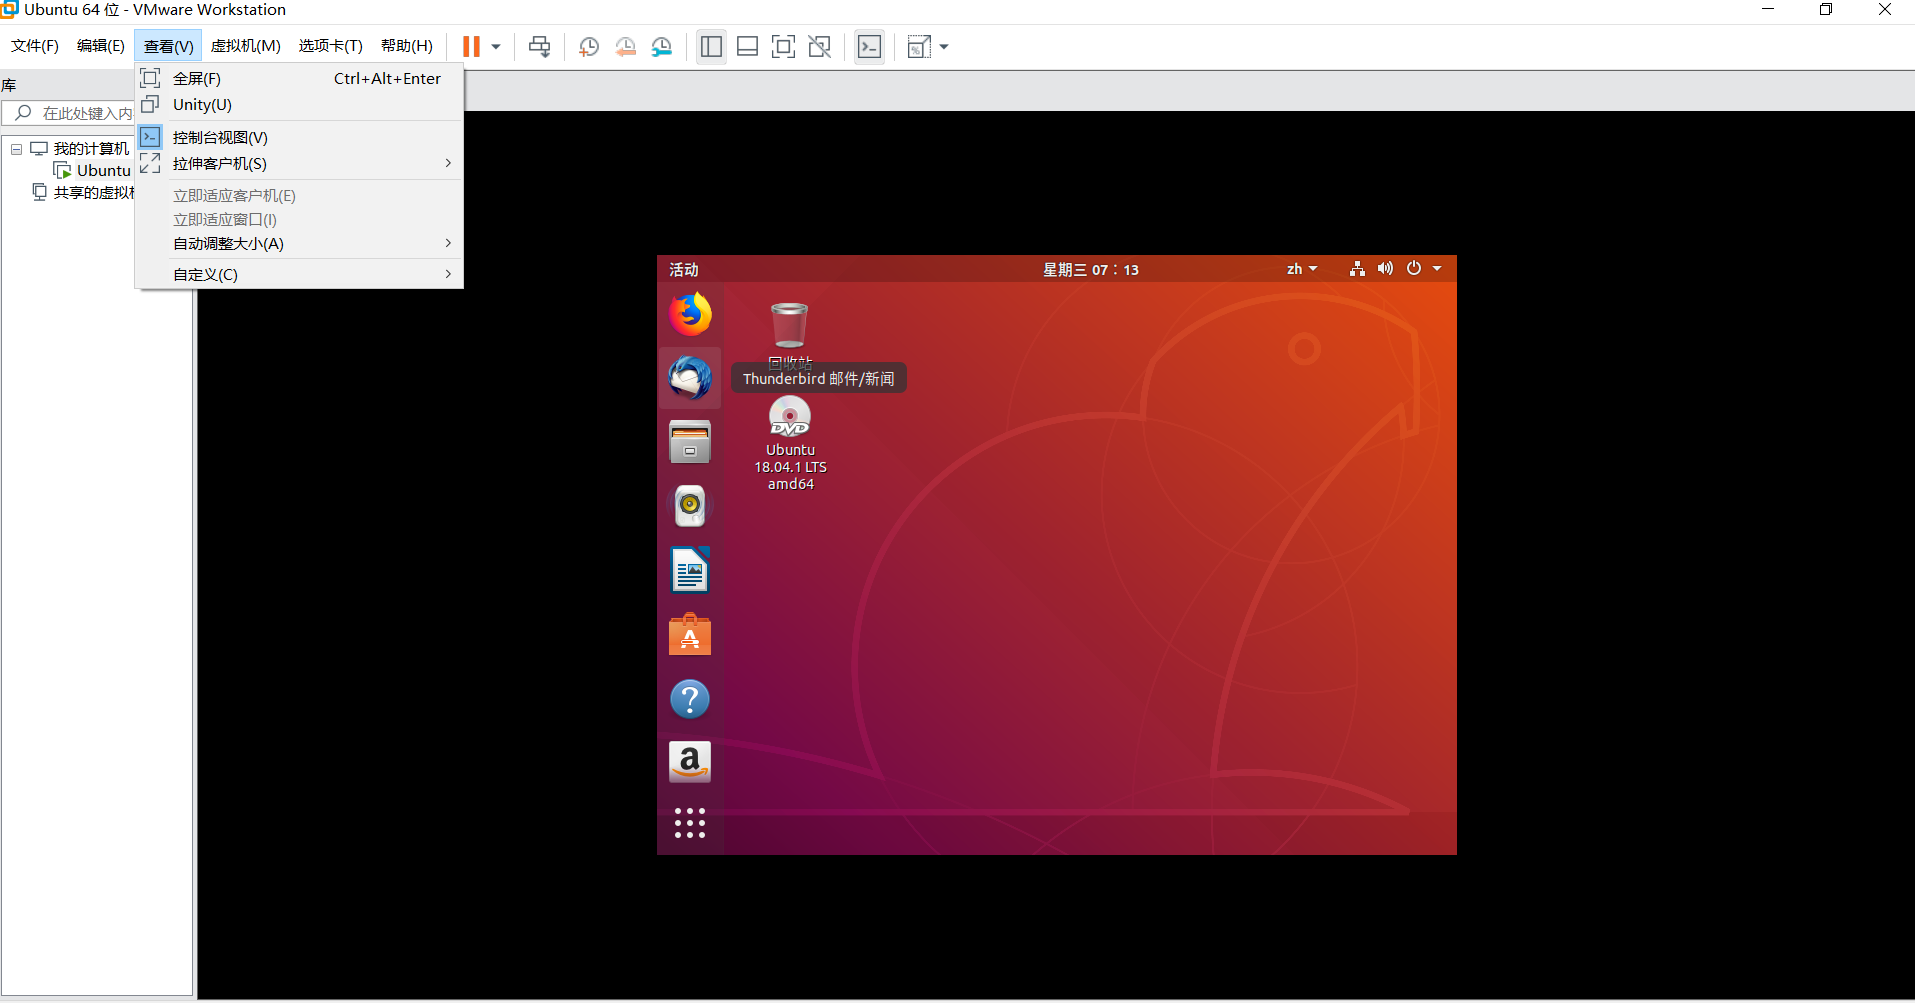 Ubuntu 64 位 - VMware Workstation
文件(F) 编辑(E) 查看(V) 虚拟机(M) 选项卡(T) 帮助(H)
库
在此处键入内
我的计算机
Ubuntu
共享的虚拟
全屏(F) Ctrl+Alt+Enter
Unity(U)
控制台视图(V)
拉伸客户机(S)
立即适应客户机(E)
立即适应窗口(I)
自动调整大小(A)
自定义(C)
活动 星期三 07：13 zh
回收站
Thunderbird 邮件/新闻
DVD
Ubuntu
18.04.1 LTS
amd64